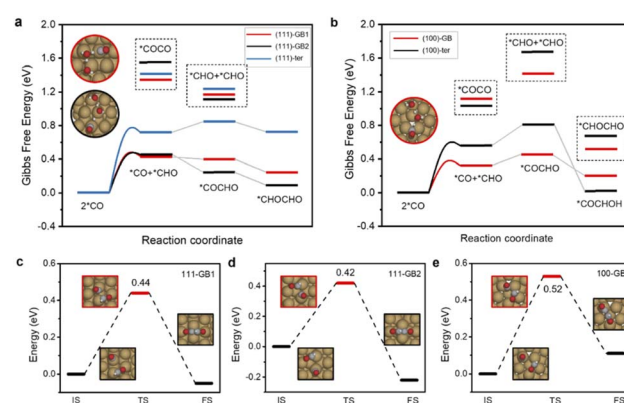 a
Gibbs Free Energy (eV)
2.0
1.6
1.2
0.8
0.4
0.0
-0.4
*COCO
*CHO+*CHO
(111)-GB1
(111)-GB2
(111)-ter
2*CO
*CO+*CHO
*COCHO
*CHOCHO
Reaction coordinate
b
Gibbs Free Energy (eV)
2.0
1.6
1.2
0.8
0.4
0.0
-0.4
(100)-GB
(100)-ter
*COCO
*CHO+*CHO
*CHOCHO
2*CO
*CO+*CHO
*COCHO
*COCHOH
Reaction coordinate
c
Energy (eV)
0.6
0.4
0.2
0.0
111-GB1
0.44
IS
TS
FS
d
Energy (eV)
0.4
0.2
0.0
-0.2
111-GB2
0.42
IS
TS
FS
e
Energy (eV)
0.4
0.2
0.0
100-GB
0.52
IS
TS
FS